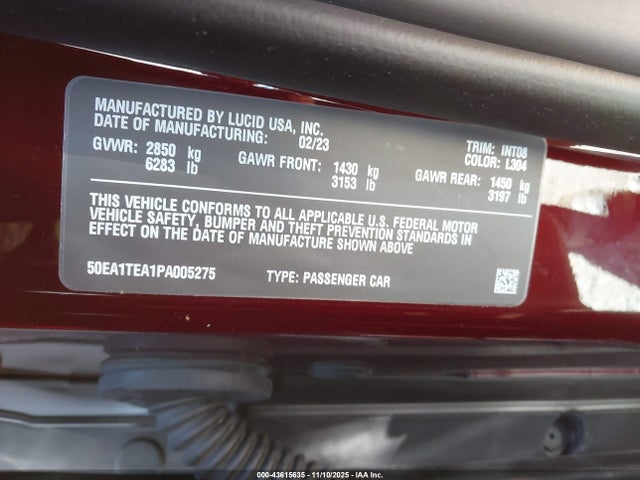 MANUFACTURED BY LUCID USA, INC.
DATE OF MANUFACTURING: 02/23 TRIM: INT08
COLOR: L304
GVWR: 2850 kg GAWR FRONT: 1430 kg GAWR REAR: 1450 kg
6283 lb 3153 lb 3197 lb
THIS VEHICLE CONFORMS TO ALL APPLICABLE U.S. FEDERAL MOTOR
VEHICLE SAFETY, BUMPER AND THEFT PREVENTION STANDARDS IN
EFFECT ON THE DATE OF MANUFACTURE SHOWN ABOVE
50EA1TEA1PA005275 TYPE: PASSENGER CAR
000-43615635 - 11/10/2025 - IAA Inc.